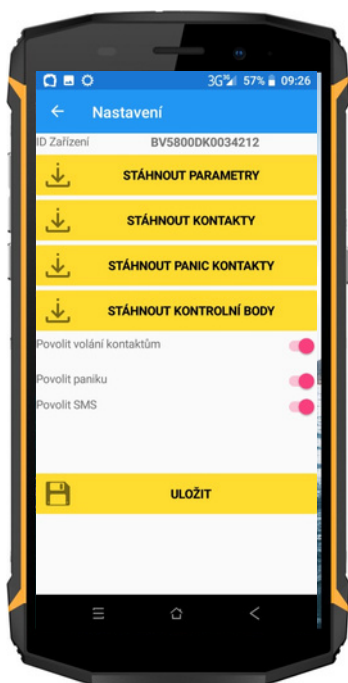 3G 57% 09:26
Nastavení
ID Zařízení BV5800DK0034212
STÁHNOUT PARAMETRY
STÁHNOUT KONTAKTY
STÁHNOUT PANIC KONTAKTY
STÁHNOUT KONTROLNÍ BODY
Povolit volání kontaktům
Povolit paniku
Povolit SMS
ULOŽIT